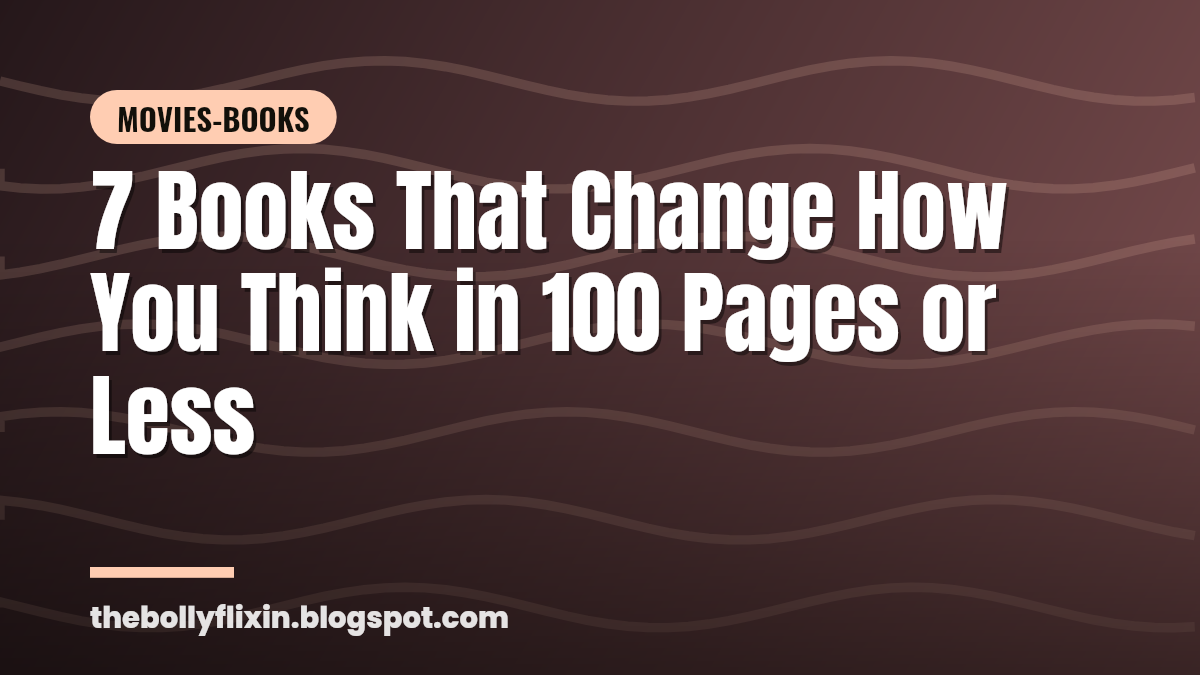 MOVIES-BOOKS
7 Books That Change How
You Think in 100 Pages or
Less
thebollyflixin.blogspot.com